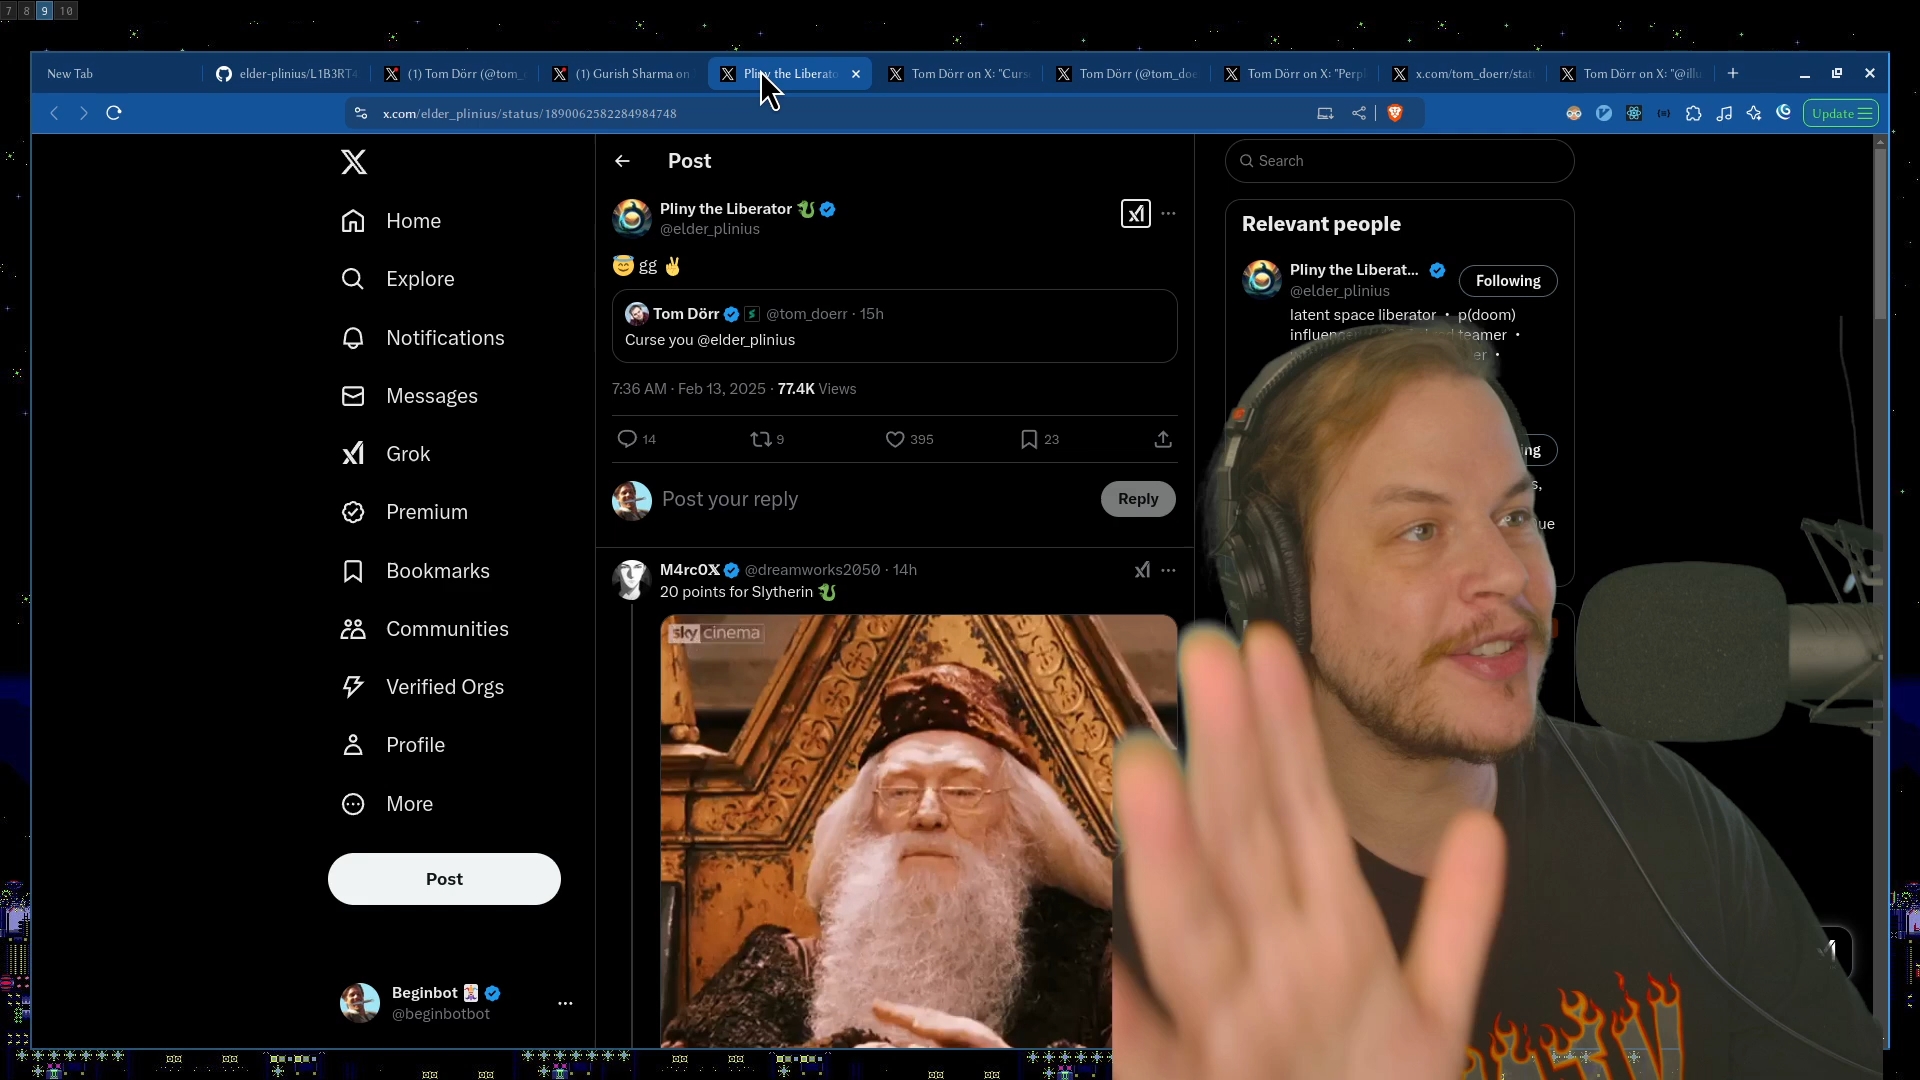 7 8 9 10
New Tab
elder-plinius/L1B3RT4
(1) Tom Dörr (@tom_
(1) Gurish Sharma on
Pliny the Liberato
Tom Dörr on X: "Curs
Tom Dörr (@tom_doe
Tom Dörr on X: "Perpl
x.com/tom_doerr/stat
Tom Dörr on X: "@illu
x.com/elder_plinius/status/1890062582284984748
Update
Home
Explore
Notifications
Messages
Grok
Premium
Bookmarks
Communities
Verified Orgs
Profile
More
Post
Beginbot
@beginbotbot
Post
Pliny the Liberator
@elder_plinius
😇 gg ✌
Tom Dörr @tom_doerr · 15h
Curse you @elder_plinius
7:36 AM · Feb 13, 2025 · 77.4K Views
14 9 395 23
Post your reply
Reply
M4rc0X @dreamworks2050 · 14h
20 points for Slytherin
sky cinema
Search
Relevant people
Pliny the Liberat...
@elder_plinius
Following
latent space liberator • p(doom)